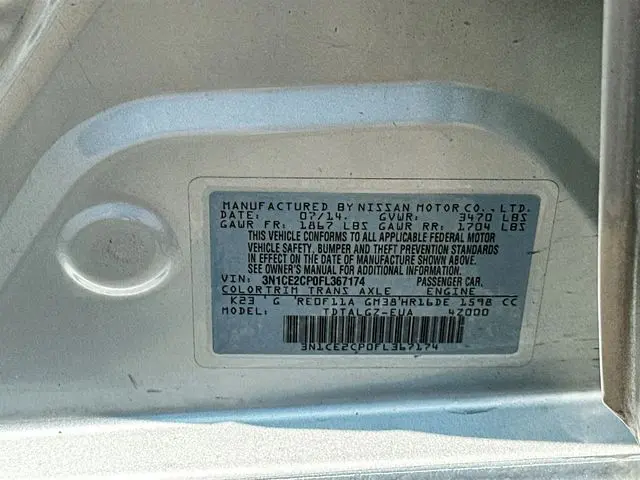 MANUFACTURED BY NISSAN MOTOR CO., LTD.
DATE: 07/14. GVWR: 3470 LBS
GAWR FR: 1867 LBS GAWR RR: 1704 LBS
THIS VEHICLE CONFORMS TO ALL APPLICABLE FEDERAL MOTOR
VEHICLE SAFETY, BUMPER, AND THEFT PREVENTION STANDARDS
IN EFFECT ON THE DATE OF MANUFACTURE SHOWN ABOVE.
SEE OWNER'S MANUAL FOR ADDITIONAL INFORMATION.
VIN: 3N1CE2CP0FL367174 PASSENGER CAR.
COLOR TRIM TRANS AXLE ENGINE
K23 G RE0F11A GM38 HR16DE 1598 CC
MODEL: TDTALGZ-EUA 4Z000
3N1CE2CP0FL367174